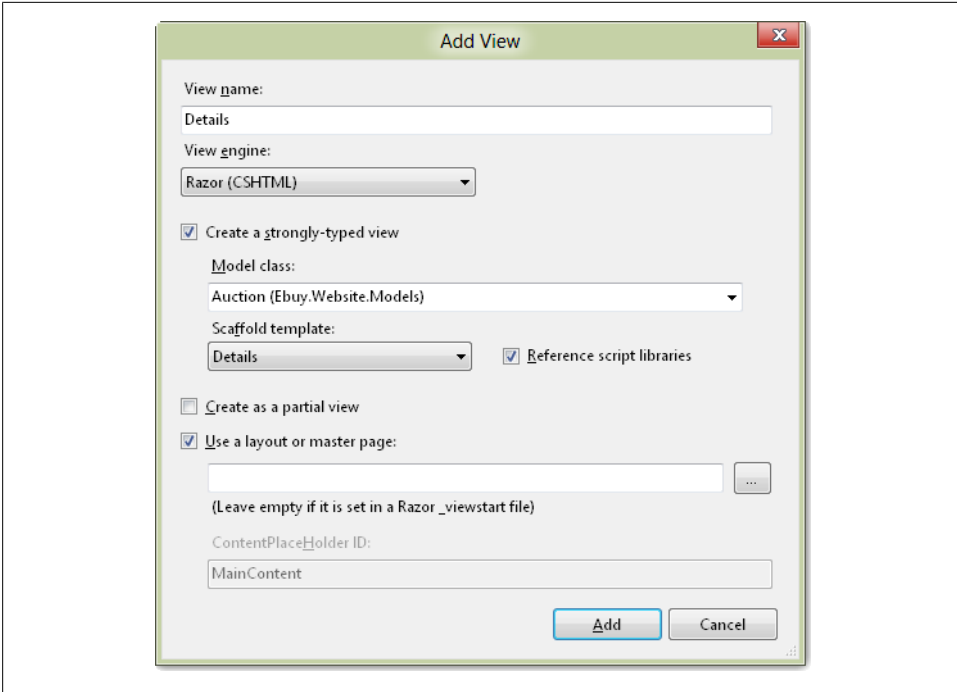 Add View
View name:
Details
View engine:
Razor (CSHTML)
Create a strongly-typed view
Model class:
Auction (Ebuy.Website.Models)
Scaffold template:
Details
Reference script libraries
Create as a partial view
Use a layout or master page:
...
(Leave empty if it is set in a Razor _viewstart file)
ContentPlaceHolder ID:
MainContent
Add
Cancel